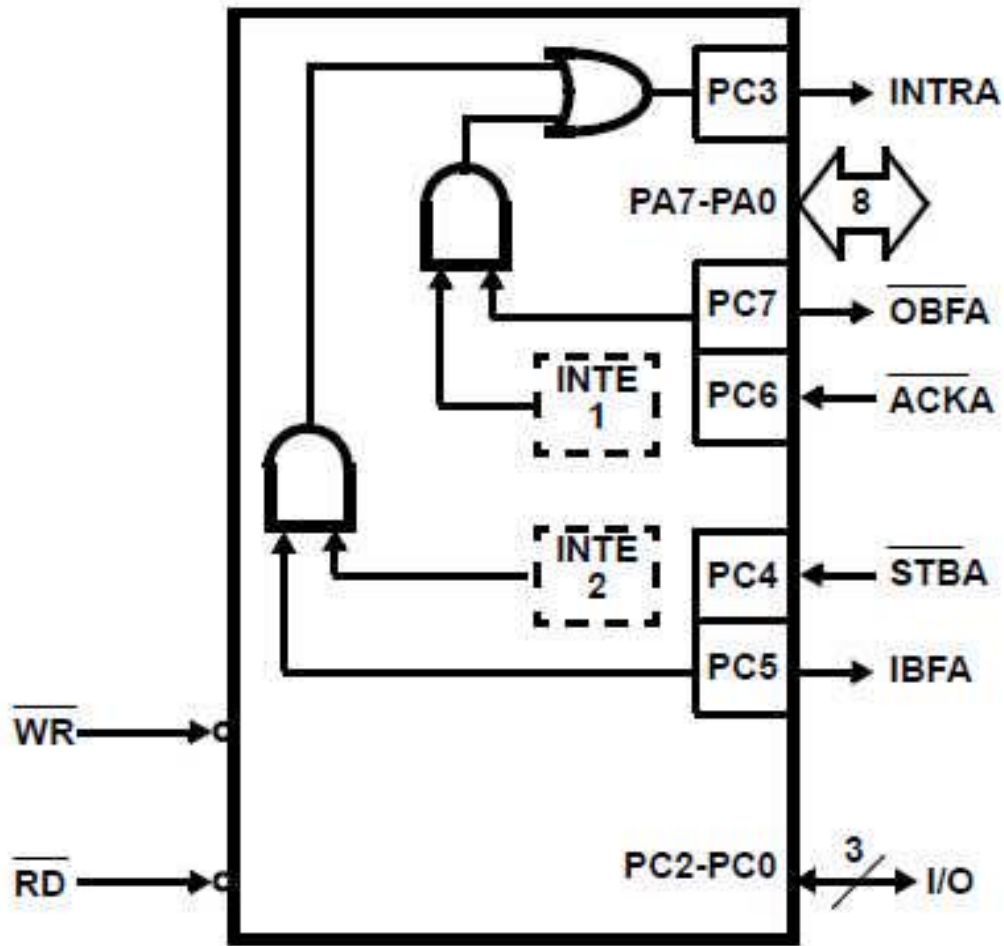 PC3 INTRA
PA7-PA0 8
PC7 OBFA
INTE
1
PC6 ACKA
INTE
2
PC4 STBA
PC5 IBFA
WR
RD
PC2-PC0 3 I/O